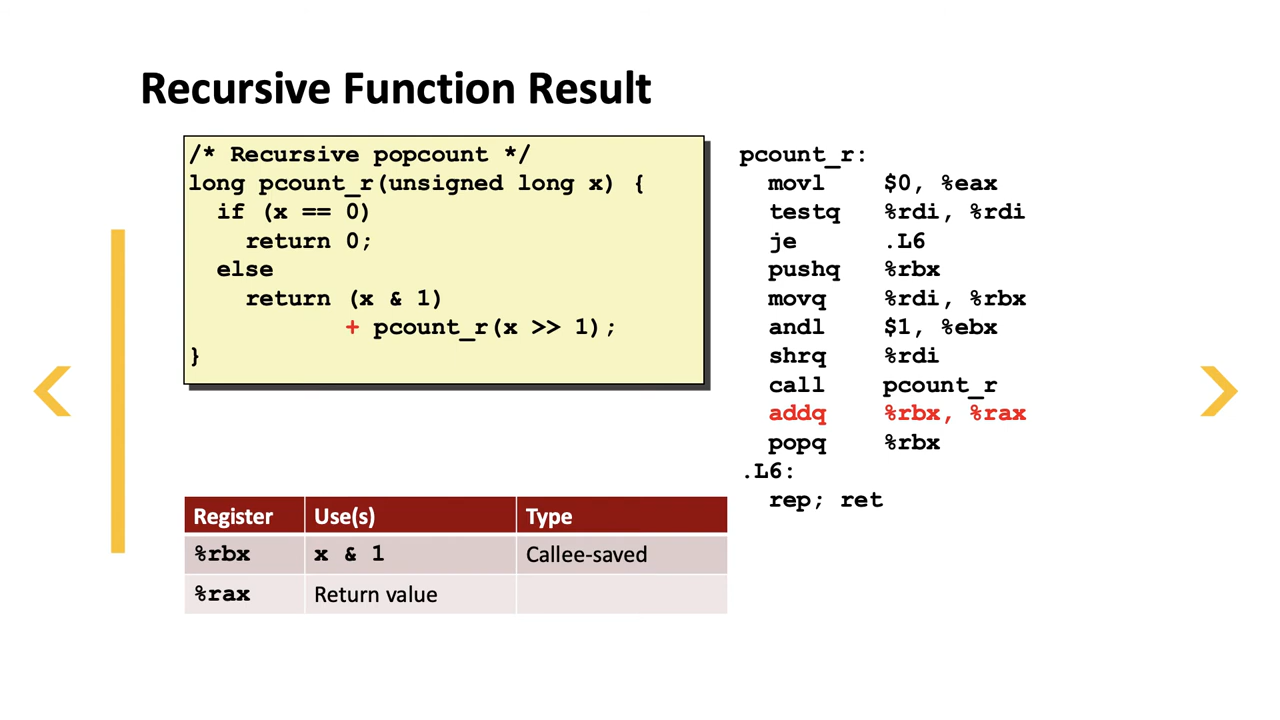 Recursive Function Result
/* Recursive popcount */
long pcount_r(unsigned long x) {
  if (x == 0)
    return 0;
  else
    return (x & 1)
           + pcount_r(x >> 1);
}
pcount_r:
  movl    $0, %eax
  testq   %rdi, %rdi
  je      .L6
  pushq   %rbx
  movq    %rdi, %rbx
  andl    $1, %ebx
  shrq    %rdi
  call    pcount_r
  addq    %rbx, %rax
  popq    %rbx
.L6:
  rep; ret
Register Use(s) Type
%rbx x & 1 Callee-saved
%rax Return value